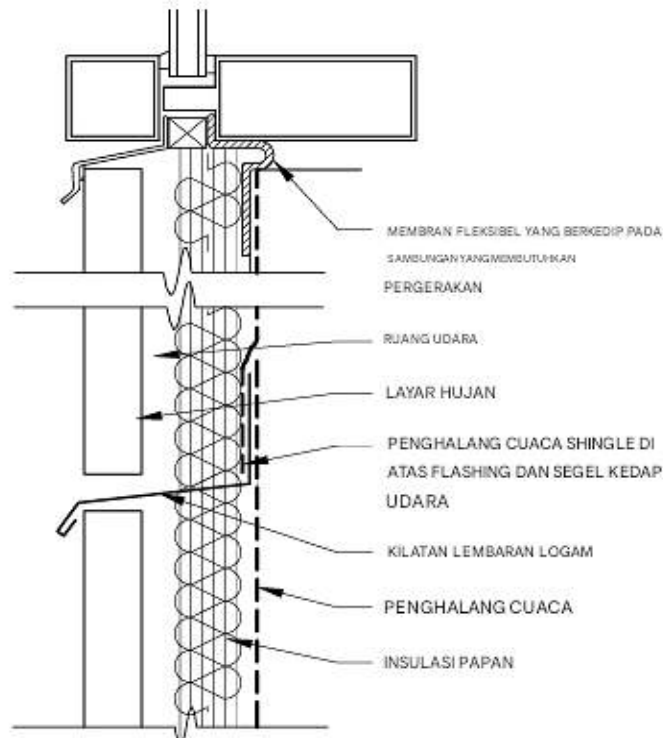 MEMBRAN FLEKSIBEL YANG BERKEDIP PADA
SAMBUNGAN YANG MEMBUTUHKAN
PERGERAKAN
RUANG UDARA
LAYAR HUJAN
PENGHALANG CUACA SHINGLE DI
ATAS FLASHING DAN SEGEL KEDAP
UDARA
KILATAN LEMBARAN LOGAM
PENGHALANG CUACA
INSULASI PAPAN